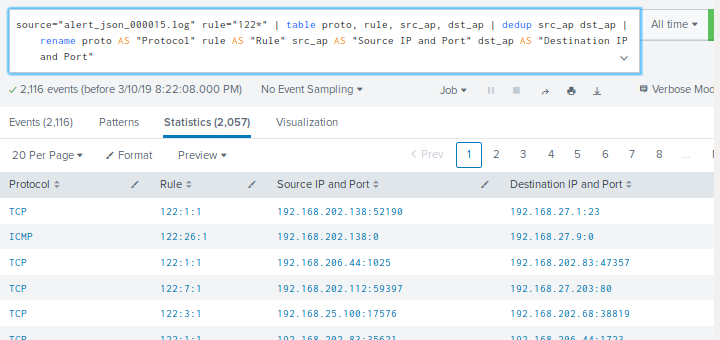 source="alert_json_000015.log" rule="122*" | table proto, rule, src_ap, dst_ap | dedup src_ap dst_ap |
rename proto AS "Protocol" rule AS "Rule" src_ap AS "Source IP and Port" dst_ap AS "Destination IP
and Port"
All time
2,116 events (before 3/10/19 8:22:08.000 PM) No Event Sampling Job Verbose Mod
Events (2,116) Patterns Statistics (2,057) Visualization
20 Per Page Format Preview Prev 1 2 3 4 5 6 7 8 ...
Protocol Rule Source IP and Port Destination IP and Port
TCP 122:1:1 192.168.202.138:52190 192.168.27.1:23
ICMP 122:26:1 192.168.202.138:0 192.168.27.9:0
TCP 122:1:1 192.168.206.44:1025 192.168.202.83:47357
TCP 122:7:1 192.168.202.112:59397 192.168.27.203:80
TCP 122:3:1 192.168.25.100:17576 192.168.202.68:38819
TCP 122:1:1 192.168.202.83:35621 192.168.206.44:1723